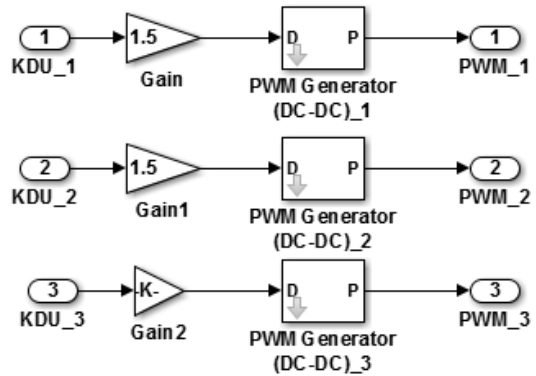 1
1.5
D P
1
KDU_1
Gain
PWM Generator
(DC-DC)_1
PWM_1
2
1.5
D P
2
KDU_2
Gain1
PWM Generator
(DC-DC)_2
PWM_2
3
-K-
D P
3
KDU_3
Gain2
PWM Generator
(DC-DC)_3
PWM_3